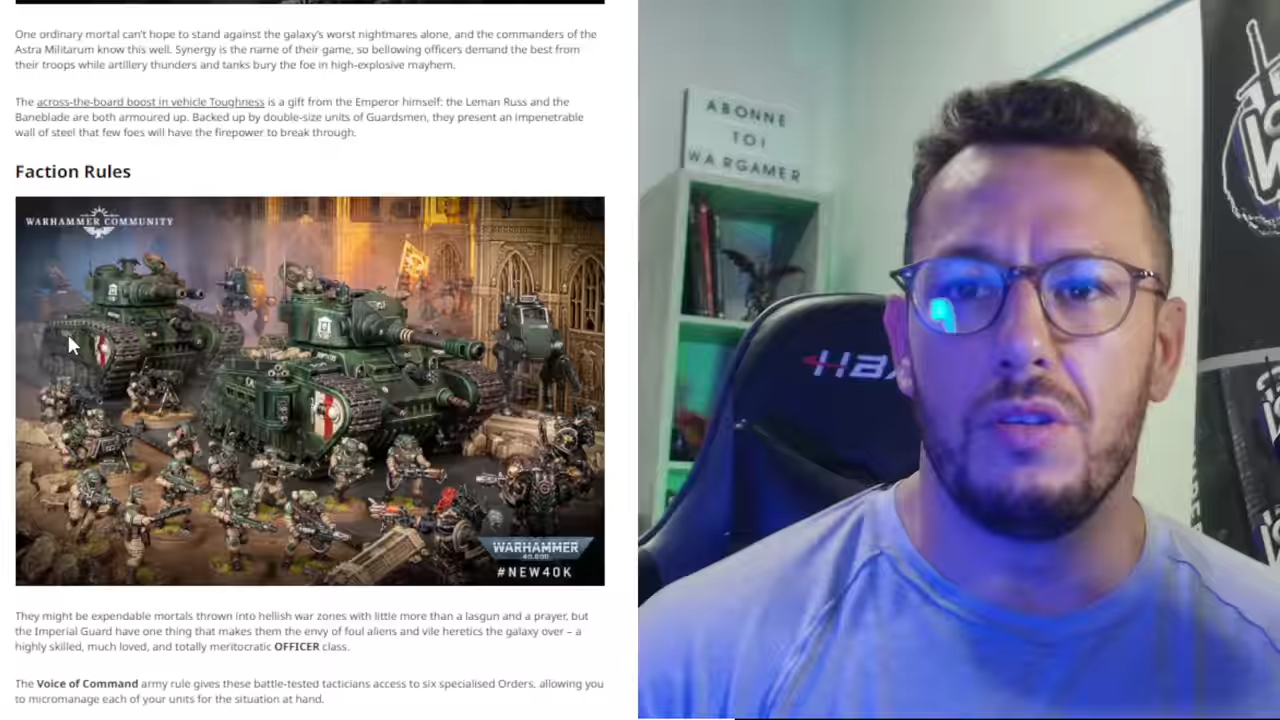 One ordinary mortal can't hope to stand against the galaxy's worst nightmares alone, and the commanders of the
Astra Militarum know this well. Synergy is the name of their game, so bellowing officers demand the best from
their troops while artillery thunders and tanks bury the foe in high-explosive mayhem.
The across-the-board boost in vehicle Toughness is a gift from the Emperor himself: the Leman Russ and the
Baneblade are both armoured up. Backed up by double-size units of Guardsmen, they present an impenetrable
wall of steel that few foes will have the firepower to break through.
Faction Rules
WARHAMMER COMMUNITY
WARHAMMER
40,000
#NEW40K
They might be expendable mortals thrown into hellish war zones with little more than a lasgun and a prayer, but
the Imperial Guard have one thing that makes them the envy of foul aliens and vile heretics the galaxy over – a
highly skilled, much loved, and totally meritocratic OFFICER class.
The Voice of Command army rule gives these battle-tested tacticians access to six specialised Orders, allowing you
to micromanage each of your units for the situation at hand.
ABONNE
TOI
WARGAMER